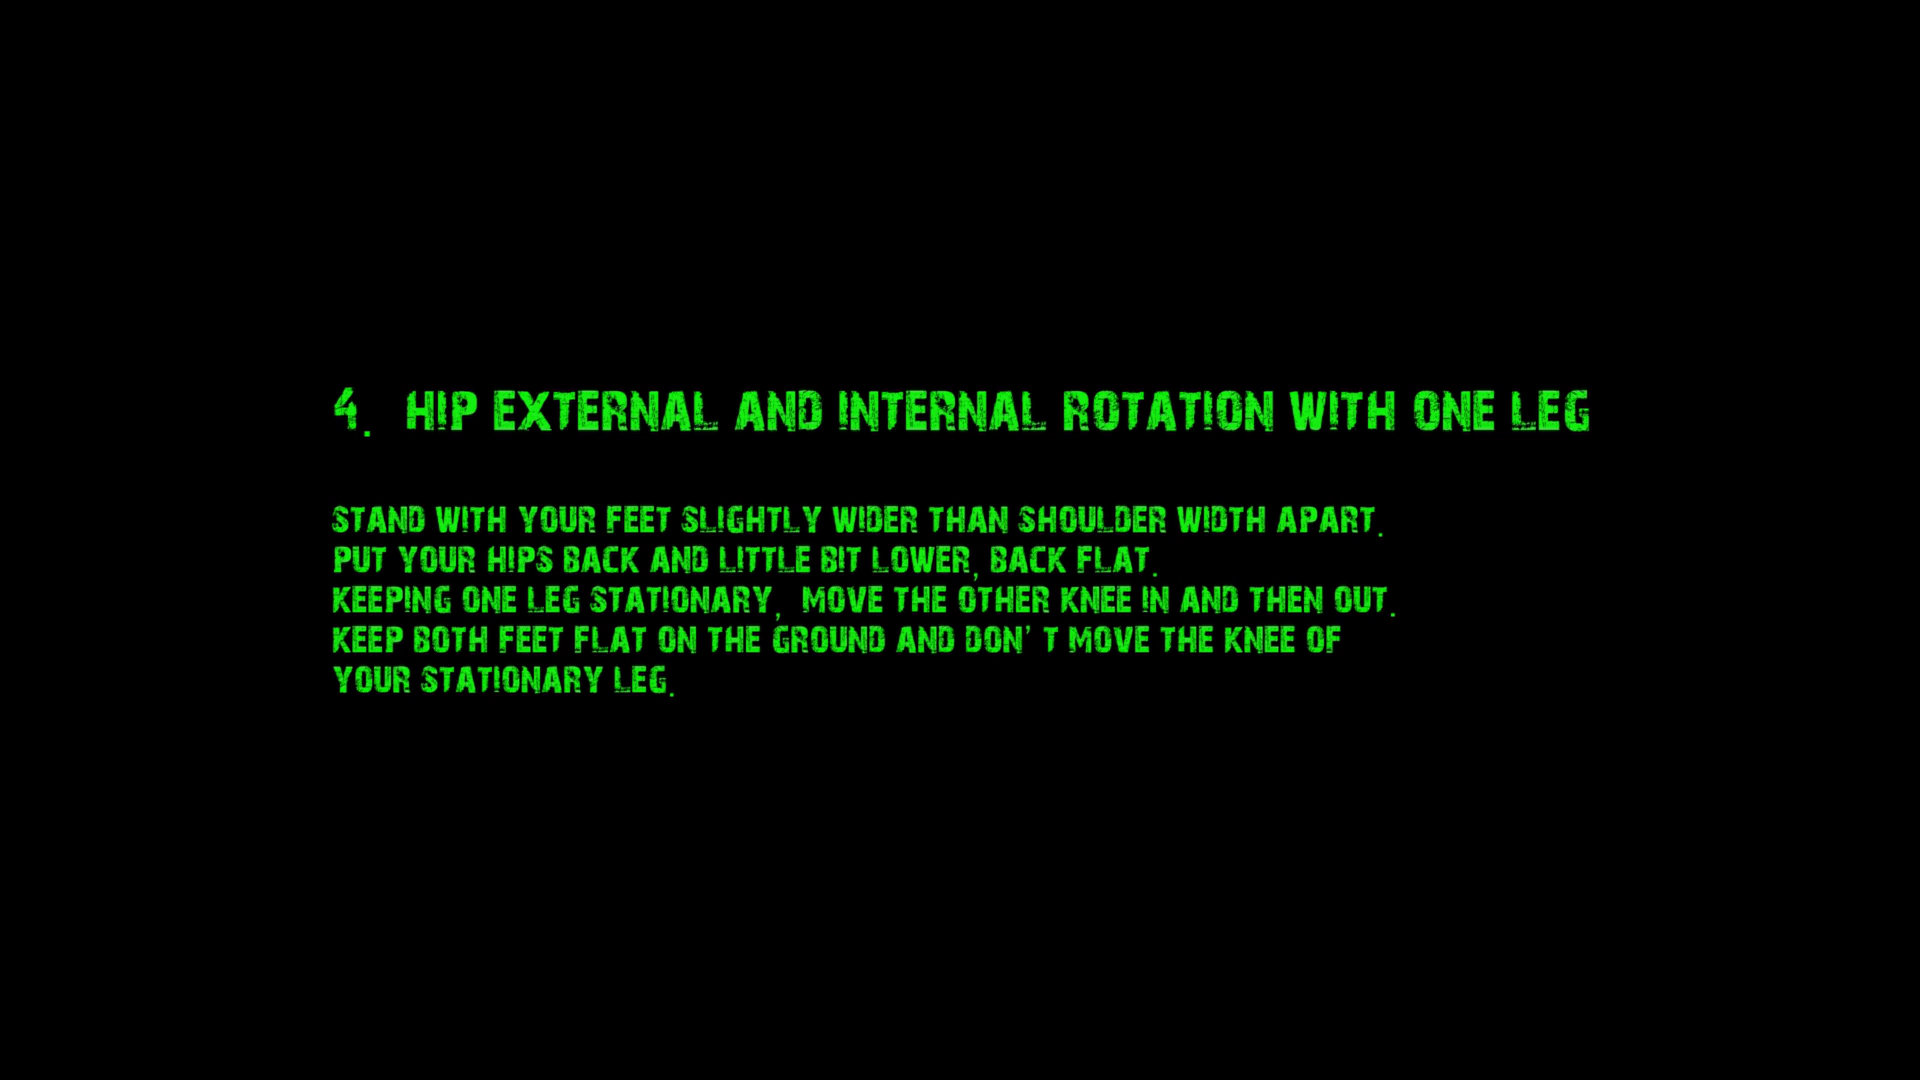 4. HIP EXTERNAL AND INTERNAL ROTATION WITH ONE LEG
STAND WITH YOUR FEET SLIGHTLY WIDER THAN SHOULDER WIDTH APART.
PUT YOUR HIPS BACK AND LITTLE BIT LOWER, BACK FLAT.
KEEPING ONE LEG STATIONARY, MOVE THE OTHER KNEE IN AND THEN OUT.
KEEP BOTH FEET FLAT ON THE GROUND AND DON'T MOVE THE KNEE OF
YOUR STATIONARY LEG.